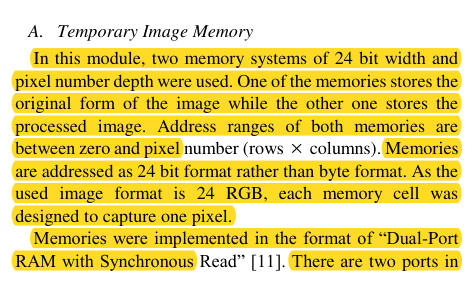 A. Temporary Image Memory
In this module, two memory systems of 24 bit width and
pixel number depth were used. One of the memories stores the
original form of the image while the other one stores the
processed image. Address ranges of both memories are
between zero and pixel number (rows × columns). Memories
are addressed as 24 bit format rather than byte format. As the
used image format is 24 RGB, each memory cell was
designed to capture one pixel.
Memories were implemented in the format of “Dual-Port
RAM with Synchronous Read” [11]. There are two ports in